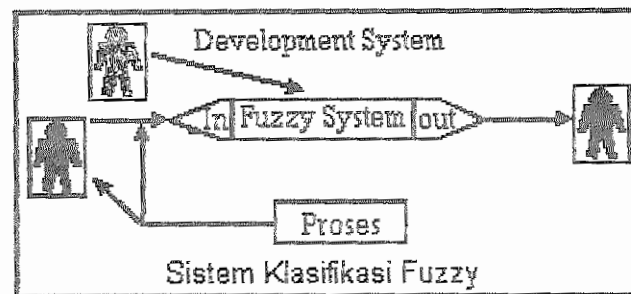 Development System
In Fuzzy System out
Proses
Sistem Klasifikasi Fuzzy